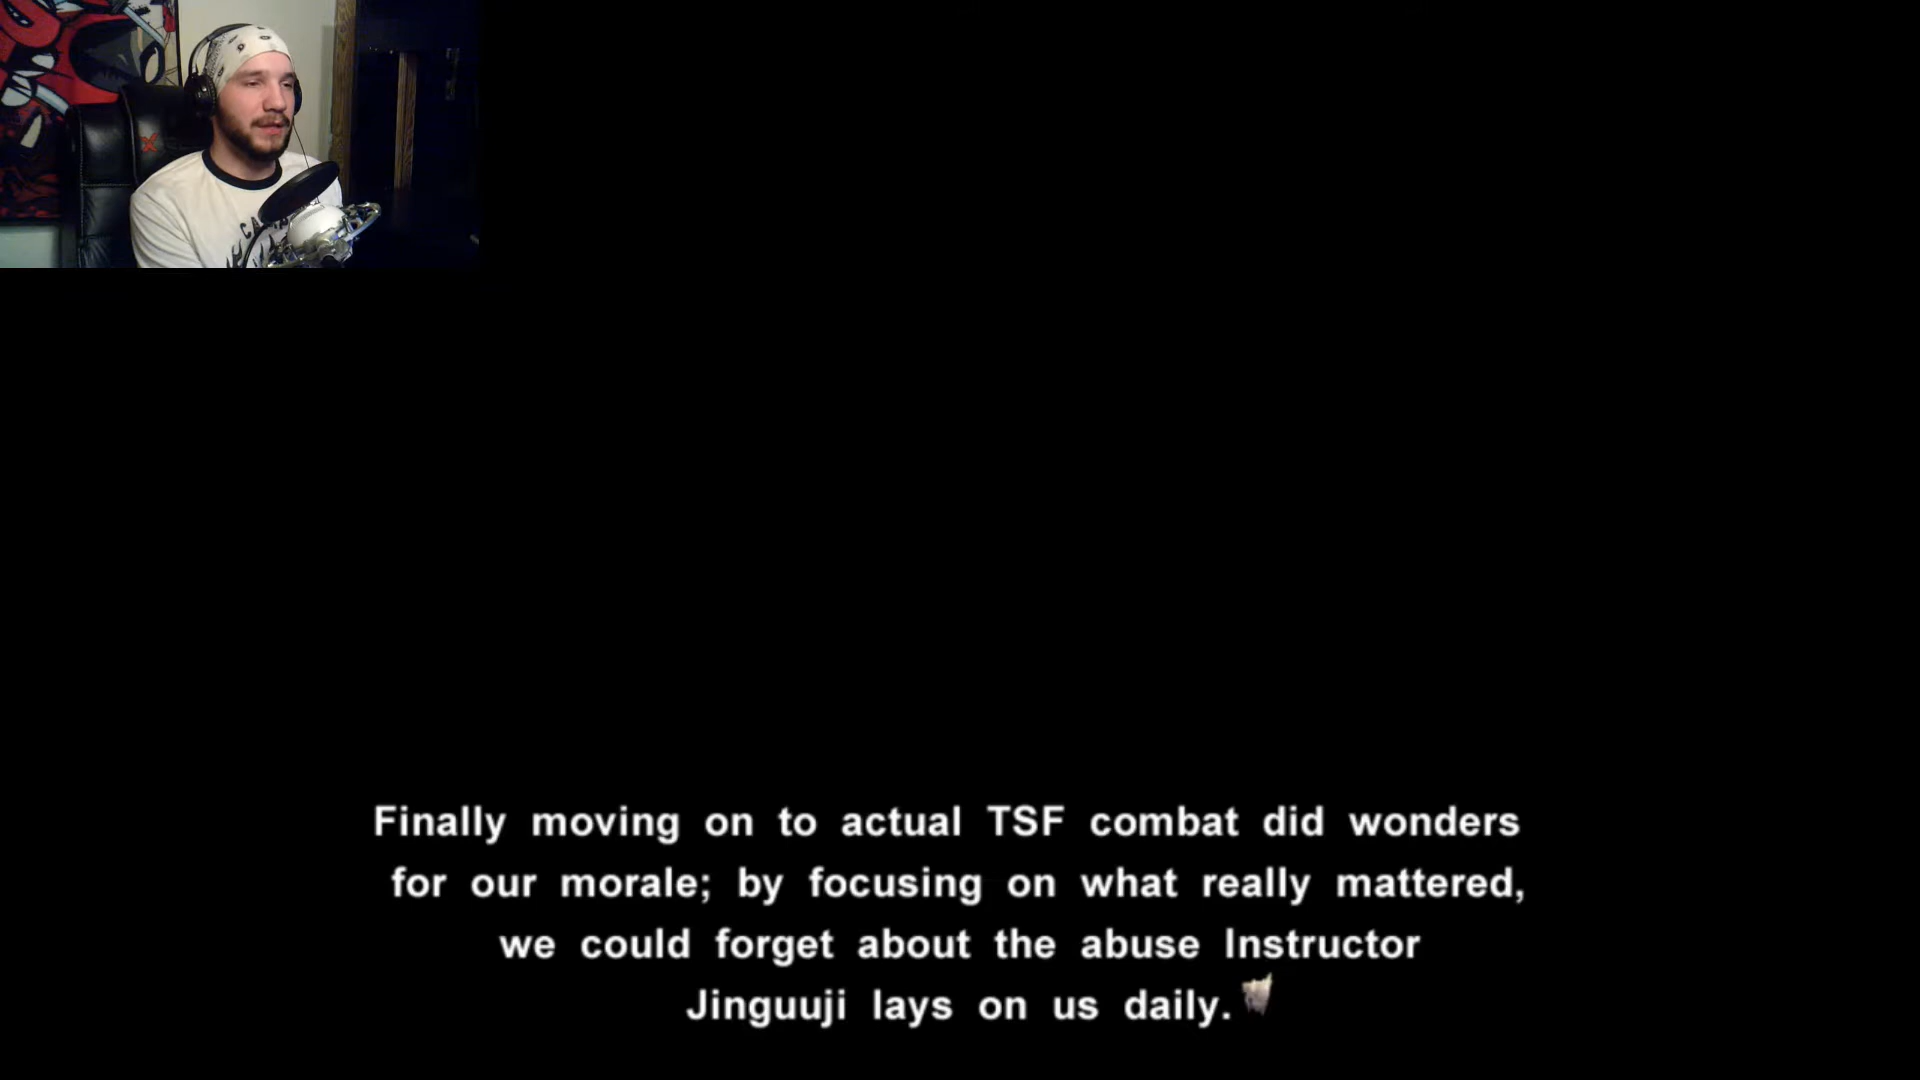 Finally moving on to actual TSF combat did wonders
for our morale; by focusing on what really mattered,
we could forget about the abuse Instructor
Jinguuji lays on us daily.